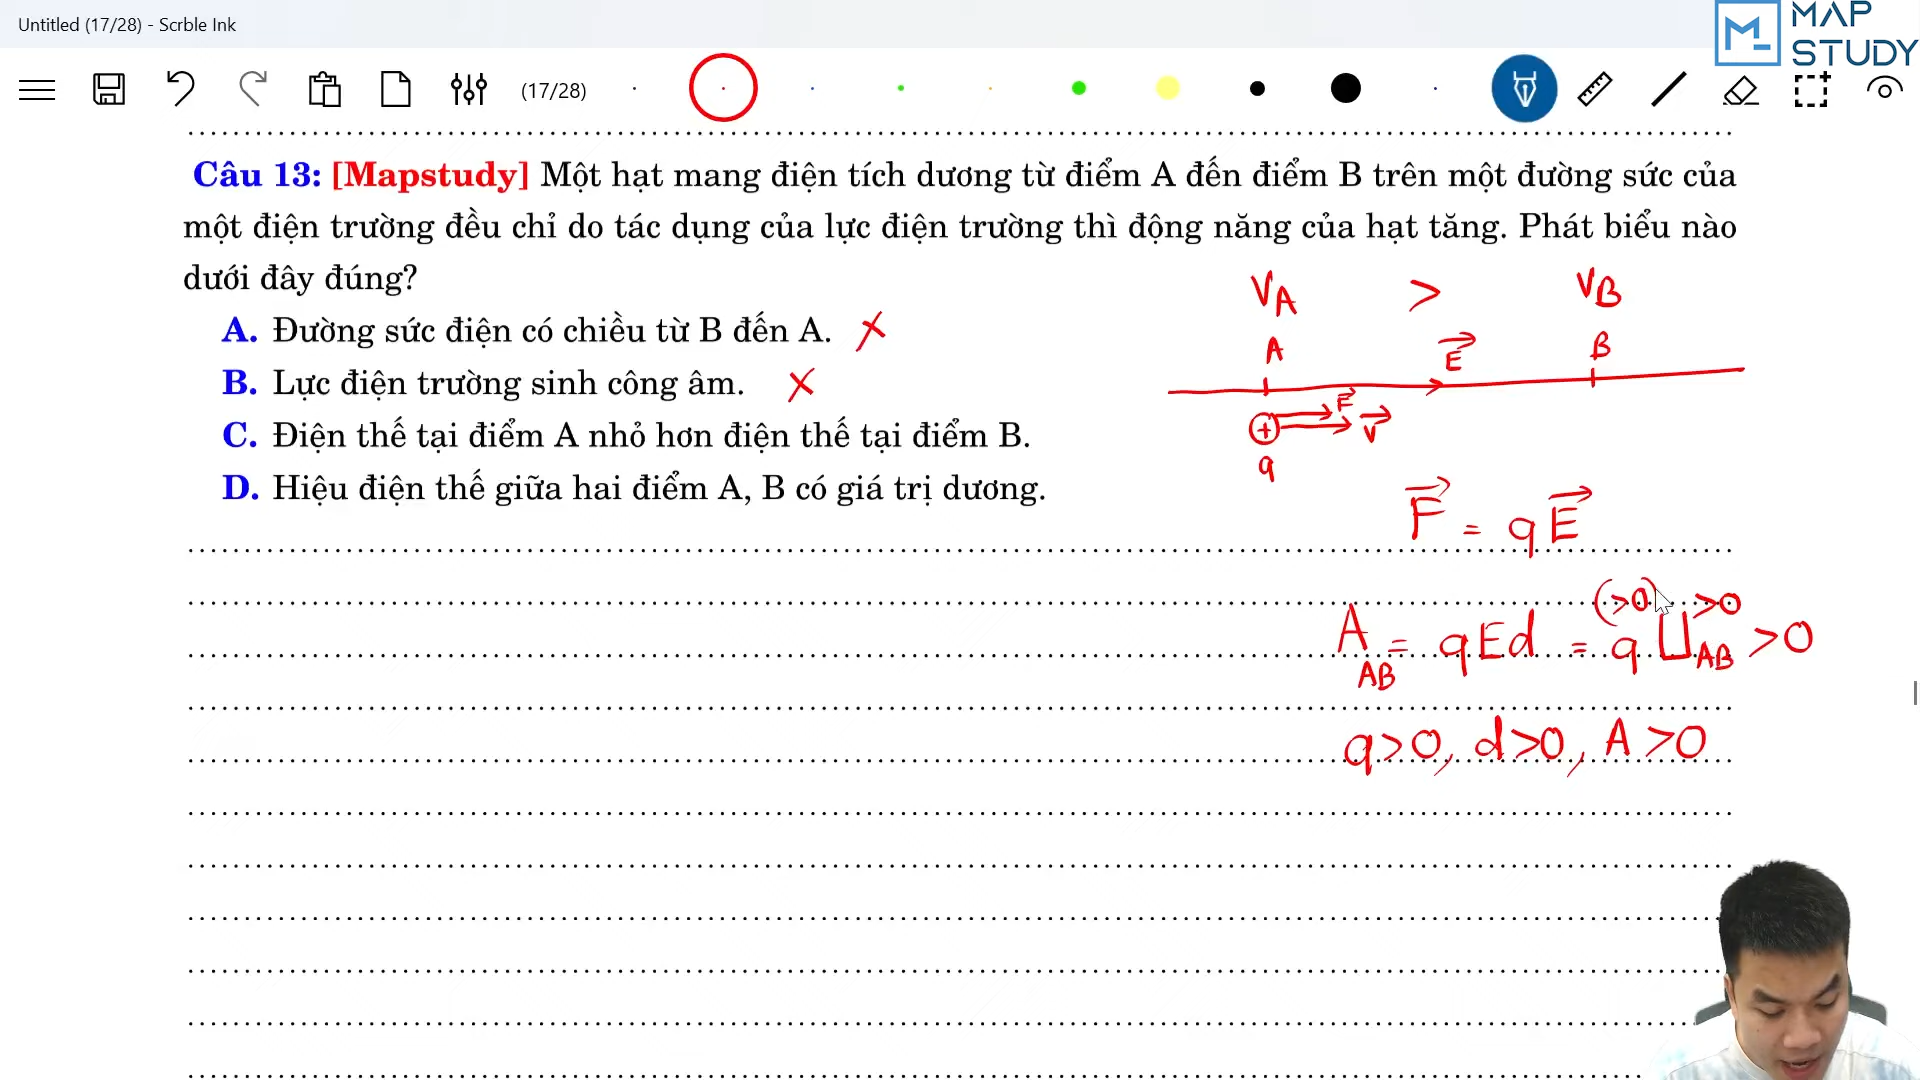 Untitled (17/28) - Scrble Ink
MAP
STUDY
(17/28)
Câu 13: [Mapstudy] Một hạt mang điện tích dương từ điểm A đến điểm B trên một đường sức của
một điện trường đều chỉ do tác dụng của lực điện trường thì động năng của hạt tăng. Phát biểu nào
dưới đây đúng?
V_A > V_B
A. Đường sức điện có chiều từ B đến A. X
A E B
B. Lực điện trường sinh công âm. X
F
V
C. Điện thế tại điểm A nhỏ hơn điện thế tại điểm B.
+
q
D. Hiệu điện thế giữa hai điểm A, B có giá trị dương.
F = qE
(>0) >0
A_AB = qEd = q U_AB >0
q>0, d>0, A>0